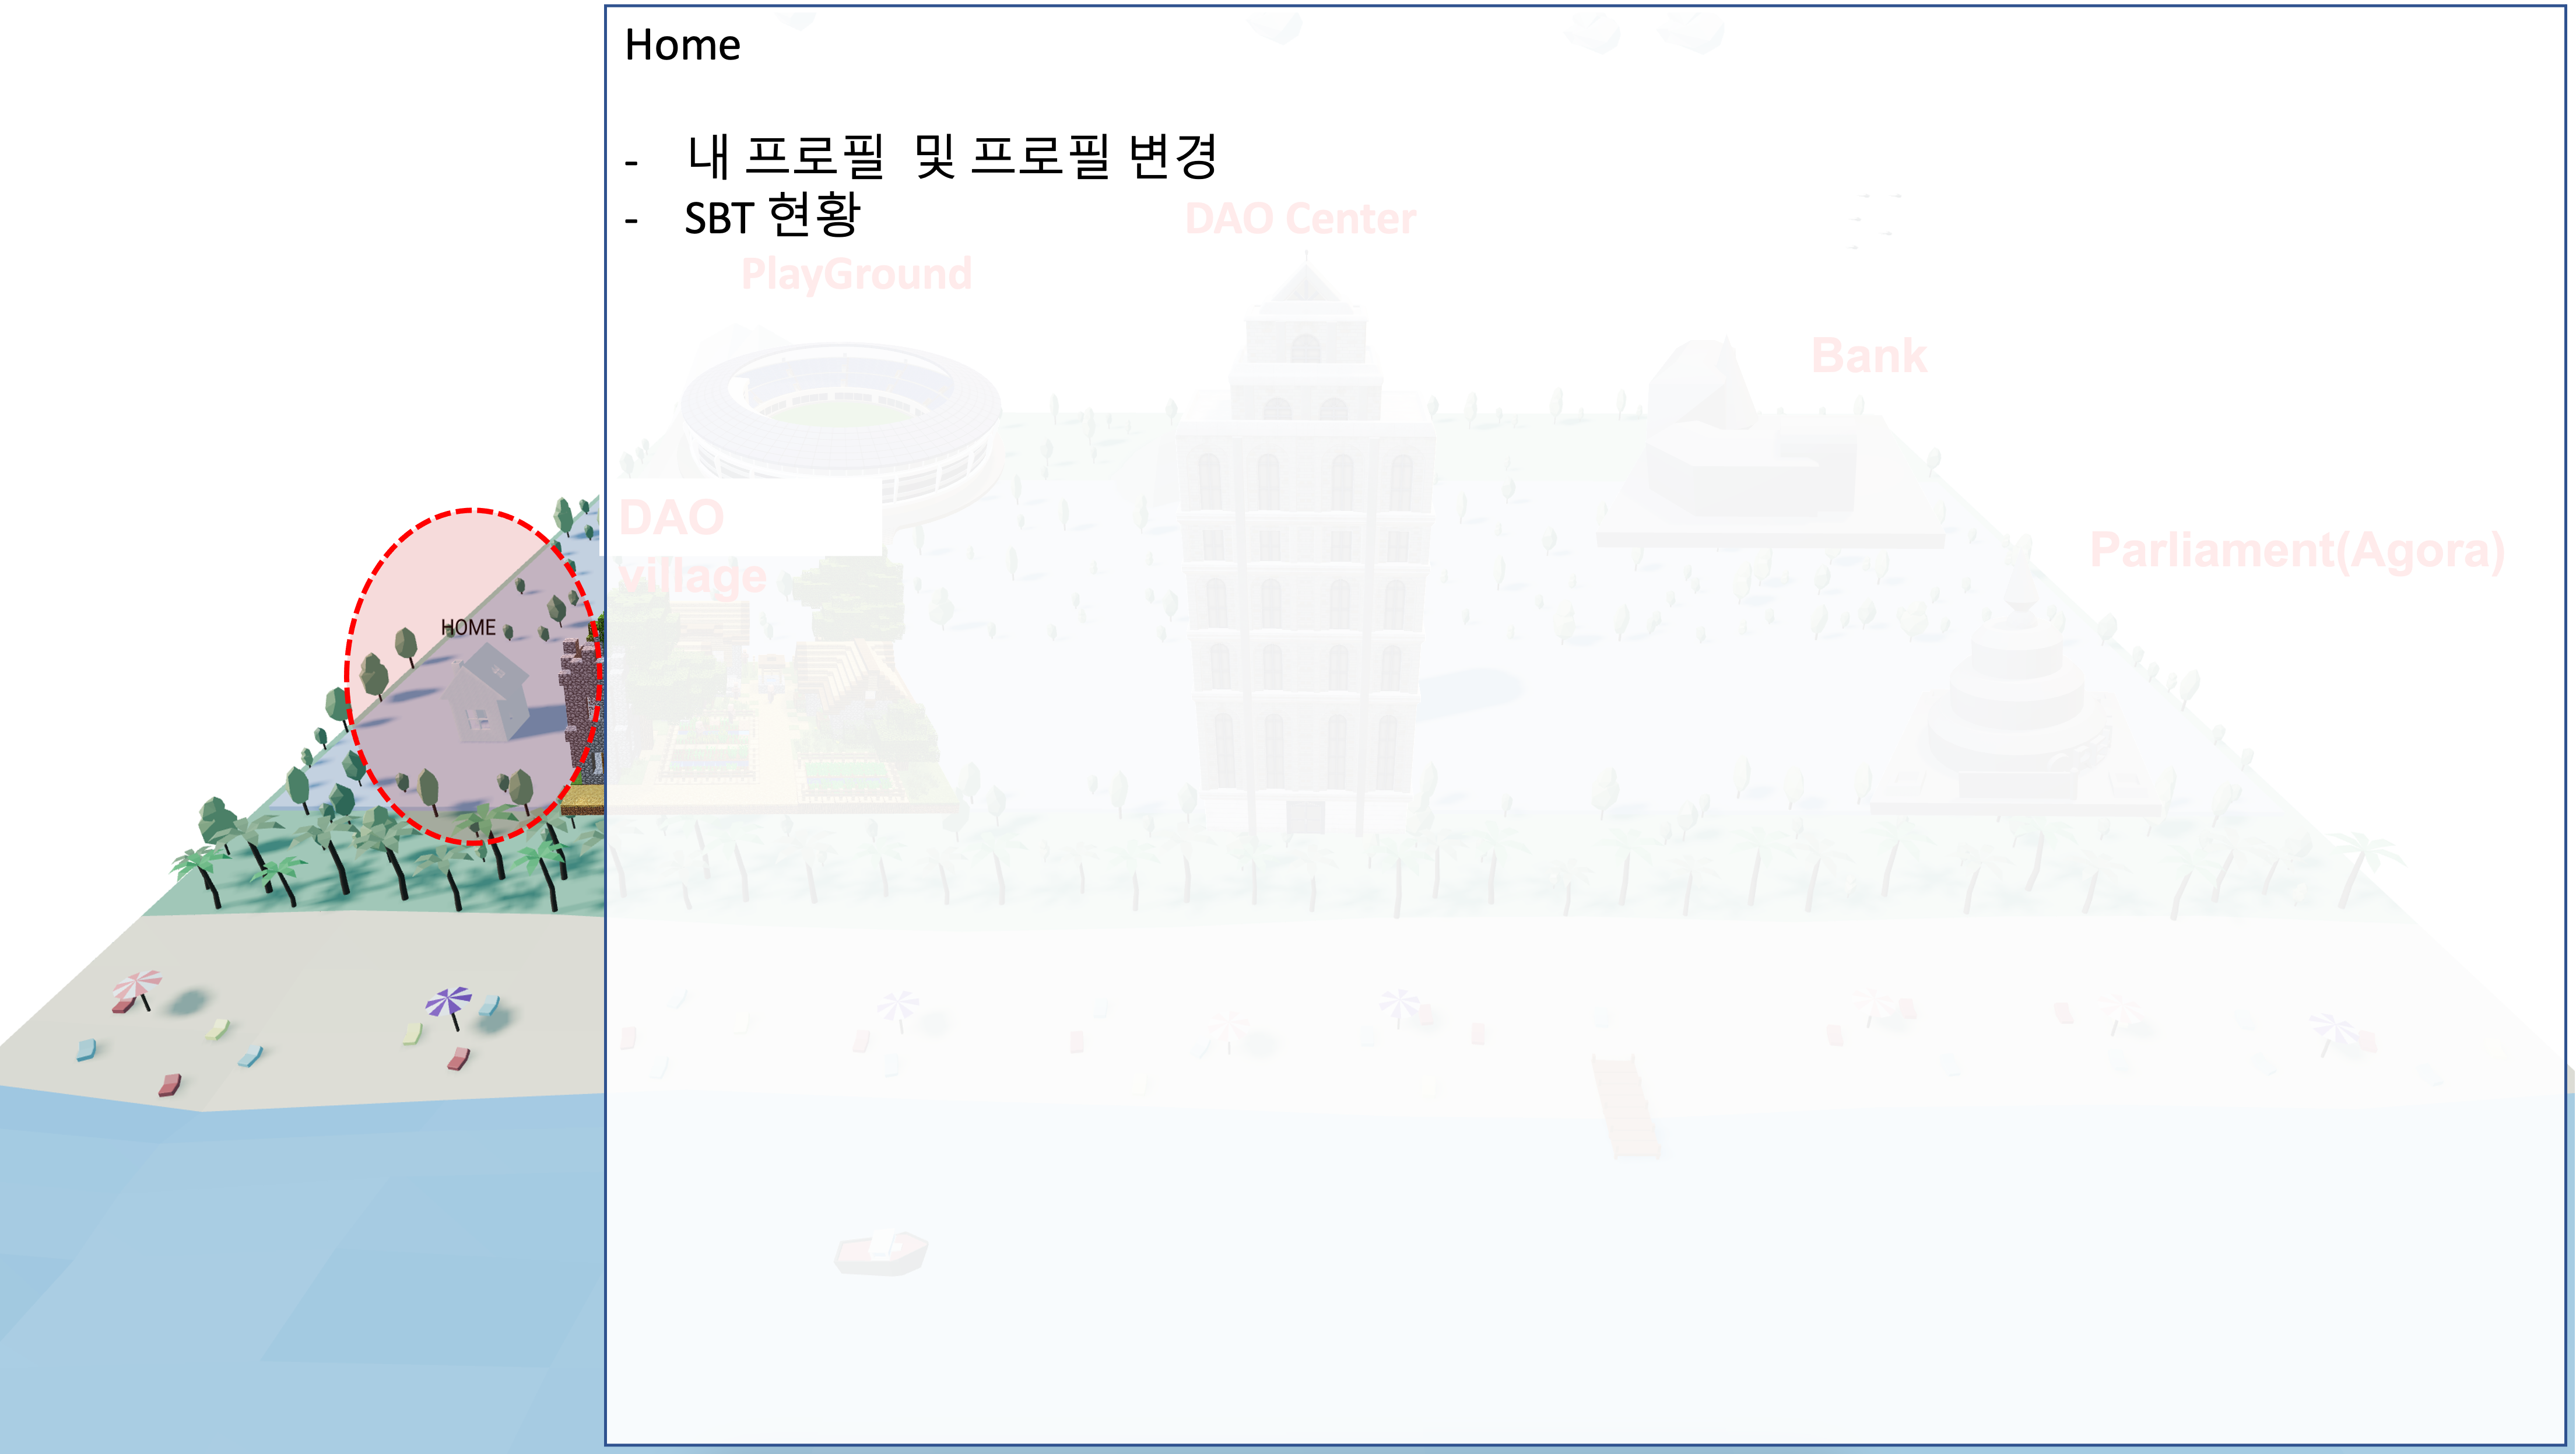 Home
- 내 프로필 및 프로필 변경
- SBT 현황
DAO Center
PlayGround
Bank
DAO
village
Parliament(Agora)
HOME